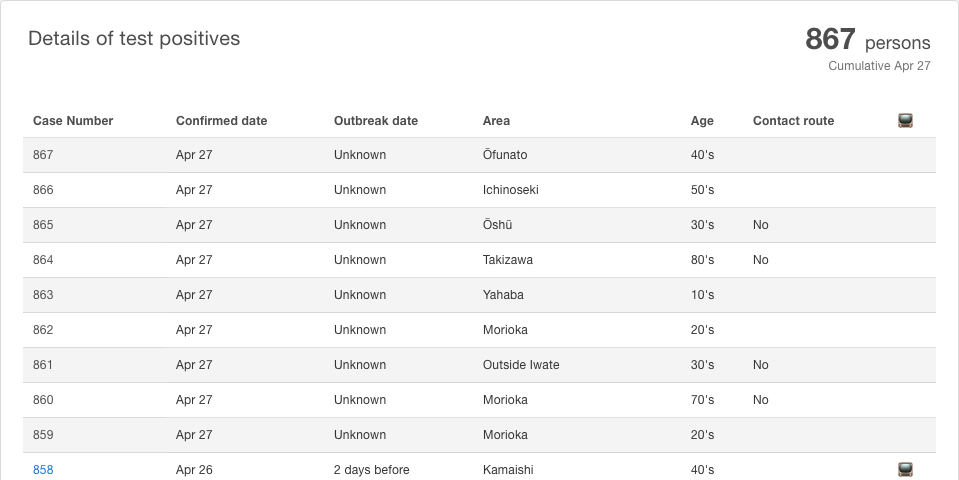 Details of test positives
867 persons
Cumulative Apr 27
Case Number Confirmed date Outbreak date Area Age Contact route
867 Apr 27 Unknown Ōfunato 40's
866 Apr 27 Unknown Ichinoseki 50's
865 Apr 27 Unknown Ōshū 30's No
864 Apr 27 Unknown Takizawa 80's No
863 Apr 27 Unknown Yahaba 10's
862 Apr 27 Unknown Morioka 20's
861 Apr 27 Unknown Outside Iwate 30's No
860 Apr 27 Unknown Morioka 70's No
859 Apr 27 Unknown Morioka 20's
858 Apr 26 2 days before Kamaishi 40's